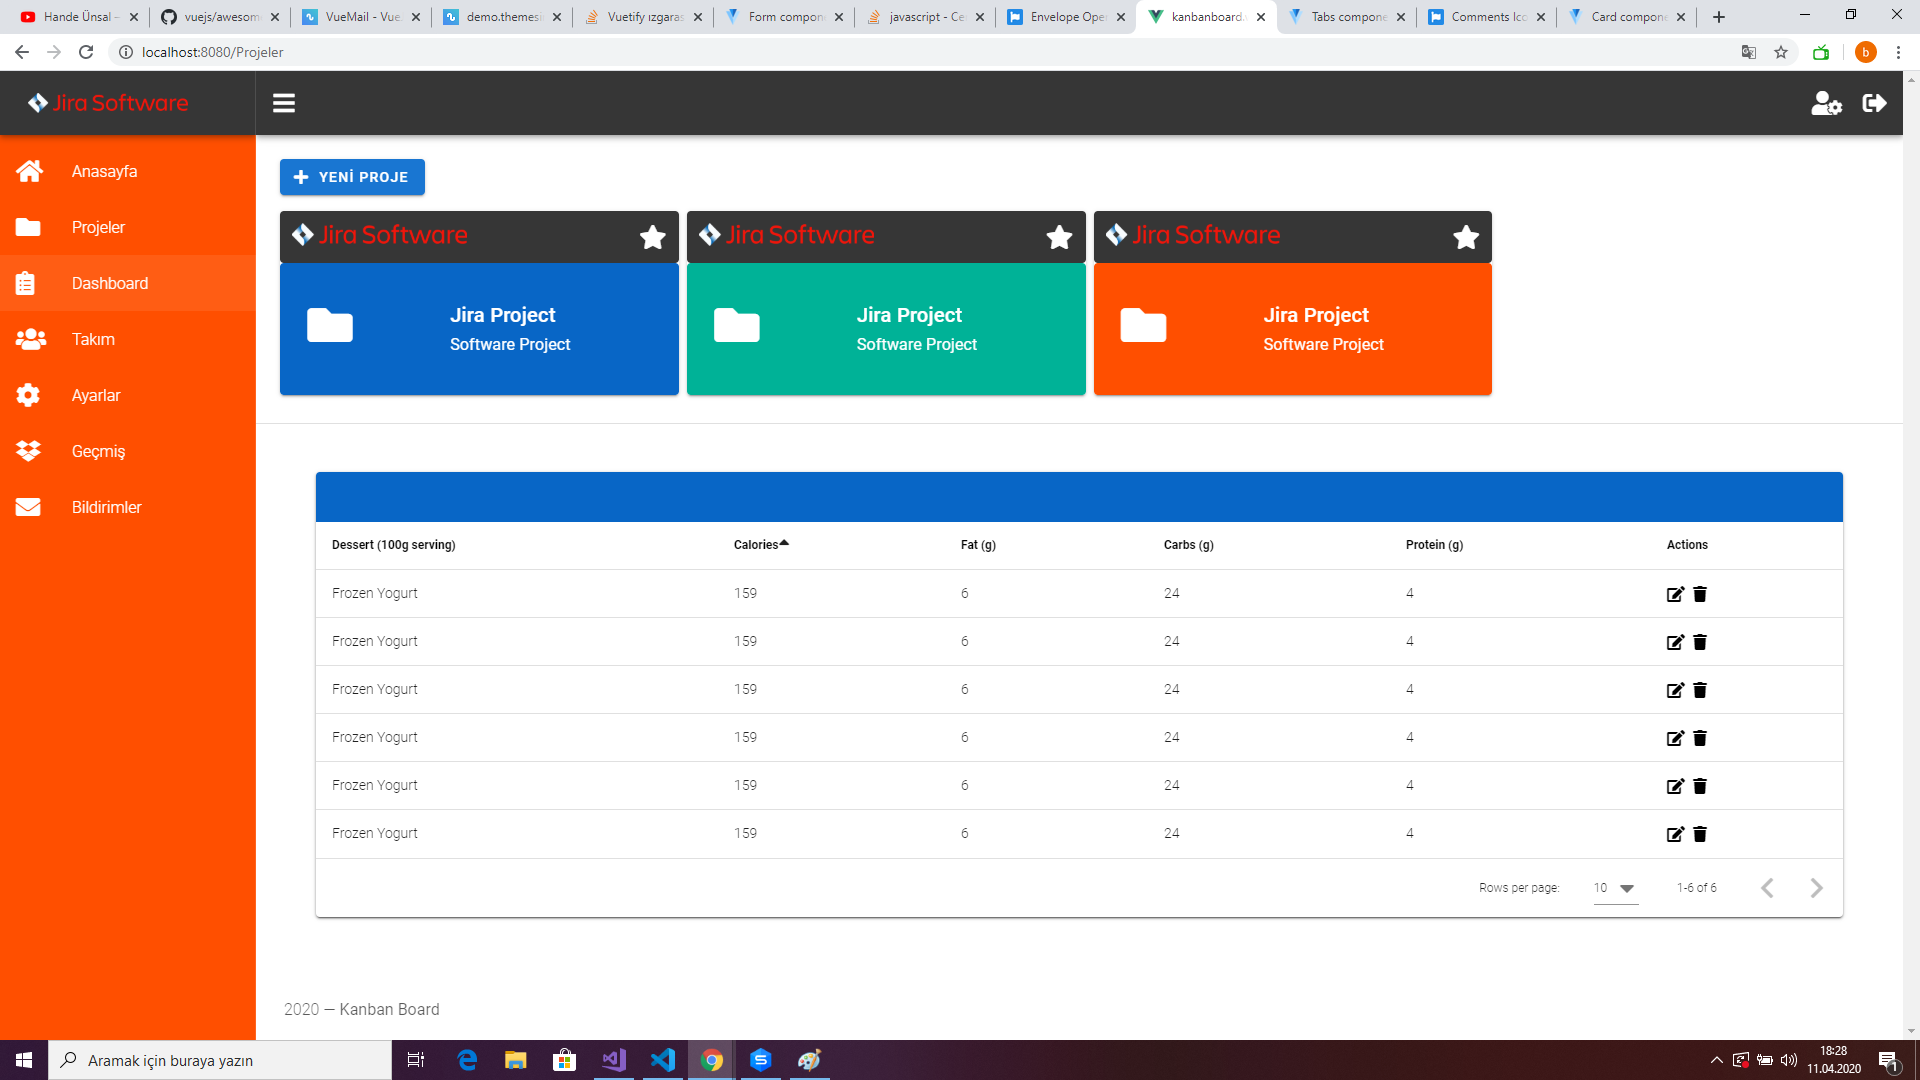 Hande Ünsal –
vuejs/awesom
VueMail - Vue.
demo.themesi
Vuetify ızgaras
Form compon
javascript - Ce
Envelope Ope
kanbanboard.
Tabs compone
Comments Ico
Card compone
localhost:8080/Projeler
b
Jira Software
Anasayfa
Projeler
Dashboard
Takım
Ayarlar
Geçmiş
Bildirimler
YENİ PROJE
Jira Software
Jira Project
Software Project
Jira Software
Jira Project
Software Project
Jira Software
Jira Project
Software Project
Dessert (100g serving) Calories Fat (g) Carbs (g) Protein (g) Actions
Frozen Yogurt 159 6 24 4
Frozen Yogurt 159 6 24 4
Frozen Yogurt 159 6 24 4
Frozen Yogurt 159 6 24 4
Frozen Yogurt 159 6 24 4
Frozen Yogurt 159 6 24 4
Rows per page: 10 1-6 of 6
2020 — Kanban Board
Aramak için buraya yazın
18:28
11.04.2020
1